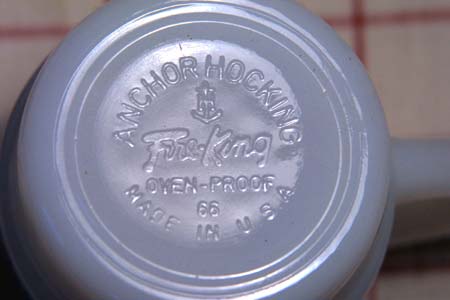 ANCHOR HOCKING
Fire-King
OVEN-PROOF
66
MADE IN U.S.A